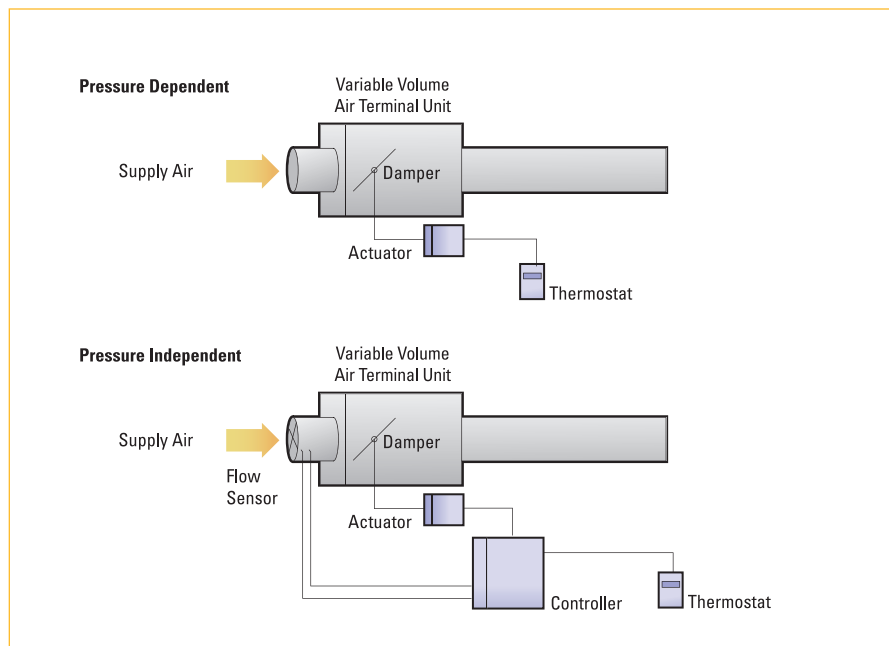 Pressure Dependent
Variable Volume
Air Terminal Unit
Supply Air
Damper
Actuator
Thermostat
Pressure Independent
Variable Volume
Air Terminal Unit
Supply Air
Damper
Flow
Sensor
Actuator
Controller
Thermostat